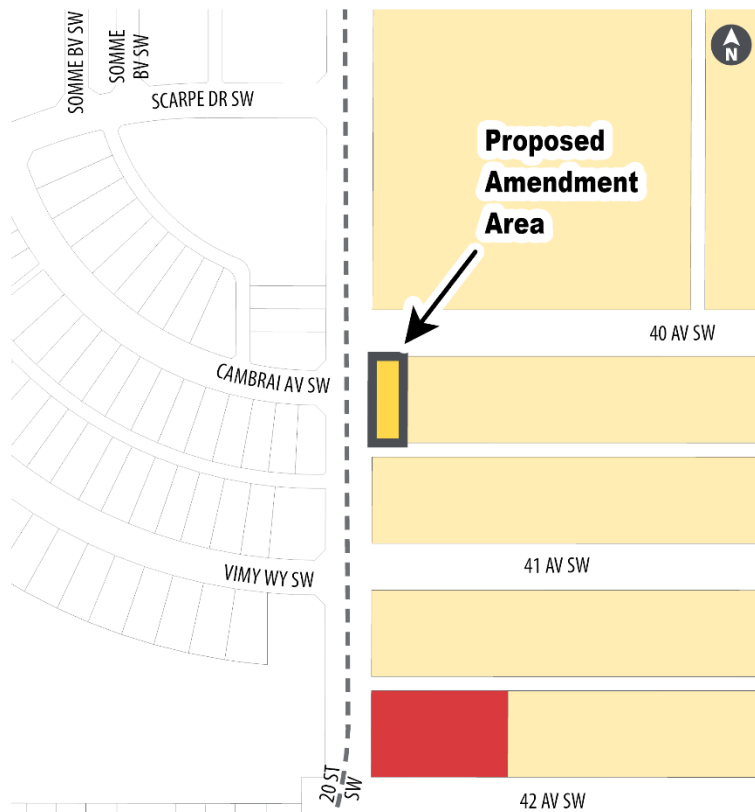 SOMME BV SW
SOMME
BV SW
SCARPE DR SW
N
Proposed
Amendment
Area
40 AV SW
CAMBRAI AV SW
41 AV SW
VIMY WY SW
20 ST
SW
42 AV SW